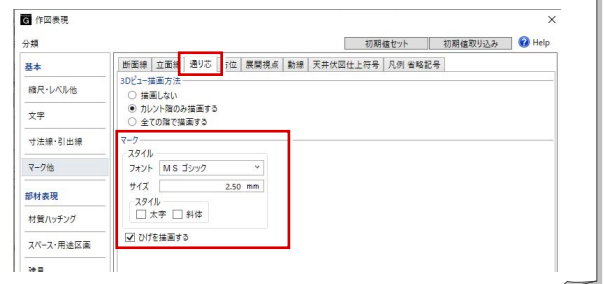 作図表現
分類
初期値セット 初期値取り込み Help
基本
縮尺・レベル他
文字
寸法線・引出線
マーク他
部材表現
材質ハッチング
スペース・用途区画
断面線 立面線 通り芯 方位 展開視点 動線 天井伏図仕上符号 凡例 省略記号
3Dビュー描画方法
描画しない
カレント階のみ描画する
全ての階で描画する
マーク
スタイル
フォント ＭＳ ゴシック
サイズ 2.50 mm
スタイル
太字 斜体
ひげを描画する